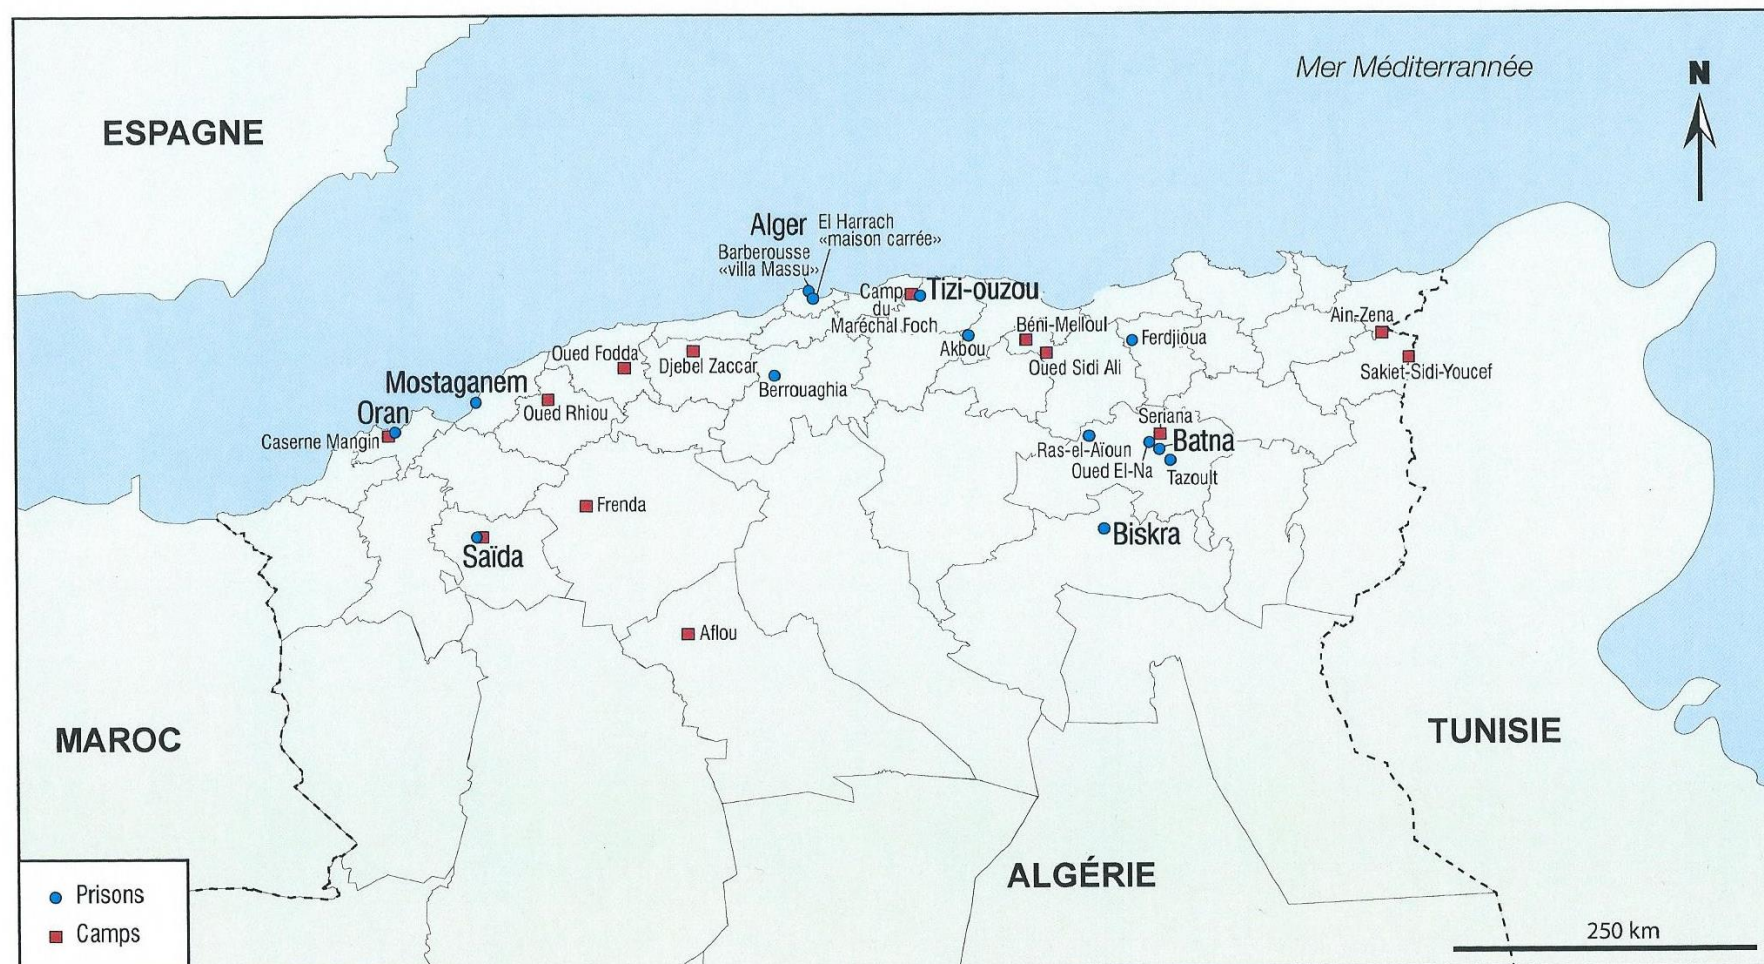 Mer Méditerrannée
N
ESPAGNE
Alger
El Harrach
«maison carrée»
Barberousse
«villa Massu»
Camp
du
Maréchal Foch
Tizi-ouzou
Akbou
Béni-Melloul
Oued Sidi Ali
Ferdjioua
Ain-Zena
Sakiet-Sidi-Youcef
Oued Fodda
Djebel Zaccar
Berrouaghia
Mostaganem
Oued Rhiou
Oran
Caserne Mangin
Seriana
Ras-el-Aïoun
Batna
Oued El-Na
Tazoult
Frenda
Saïda
Biskra
Aflou
MAROC
TUNISIE
ALGÉRIE
Prisons
Camps
250 km